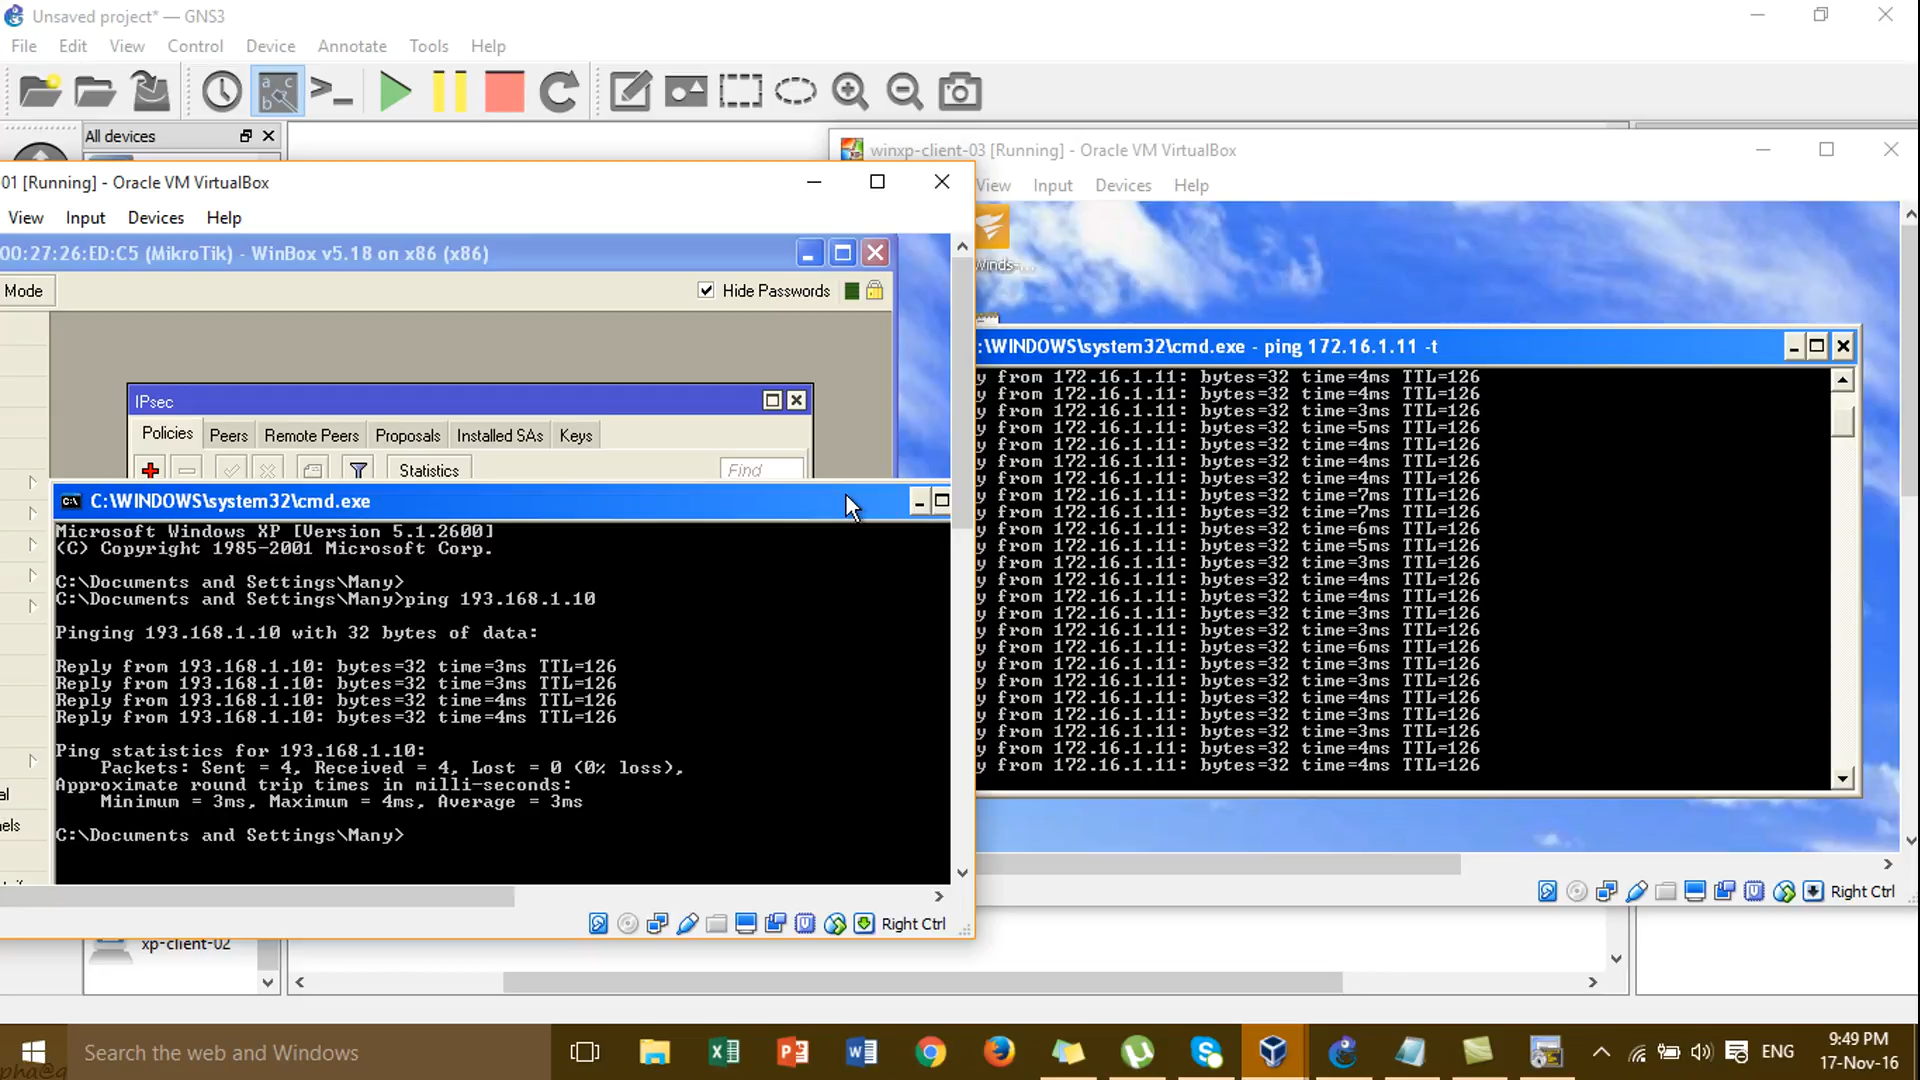 Unsaved project* — GNS3
File Edit View Control Device Annotate Tools Help
All devices
winxp-client-03 [Running] - Oracle VM VirtualBox
View Input Devices Help
01 [Running] - Oracle VM VirtualBox
View Input Devices Help
00:27:26:ED:C5 (MikroTik) - WinBox v5.18 on x86 (x86)
Mode
Hide Passwords
IPsec
Policies Peers Remote Peers Proposals Installed SAs Keys
Statistics
Find
C:\WINDOWS\system32\cmd.exe
Microsoft Windows XP [Version 5.1.2600]
(C) Copyright 1985-2001 Microsoft Corp.
C:\Documents and Settings\Many>
C:\Documents and Settings\Many>ping 193.168.1.10
Pinging 193.168.1.10 with 32 bytes of data:
Reply from 193.168.1.10: bytes=32 time=3ms TTL=126
Reply from 193.168.1.10: bytes=32 time=3ms TTL=126
Reply from 193.168.1.10: bytes=32 time=4ms TTL=126
Reply from 193.168.1.10: bytes=32 time=4ms TTL=126
Ping statistics for 193.168.1.10:
Packets: Sent = 4, Received = 4, Lost = 0 (0% loss),
Approximate round trip times in milli-seconds:
Minimum = 3ms, Maximum = 4ms, Average = 3ms
C:\Documents and Settings\Many>
al
nels
Right Ctrl
Winds-...
:\WINDOWS\system32\cmd.exe - ping 172.16.1.11 -t
y from 172.16.1.11: bytes=32 time=4ms TTL=126
y from 172.16.1.11: bytes=32 time=4ms TTL=126
y from 172.16.1.11: bytes=32 time=3ms TTL=126
y from 172.16.1.11: bytes=32 time=5ms TTL=126
y from 172.16.1.11: bytes=32 time=4ms TTL=126
y from 172.16.1.11: bytes=32 time=4ms TTL=126
y from 172.16.1.11: bytes=32 time=4ms TTL=126
y from 172.16.1.11: bytes=32 time=7ms TTL=126
y from 172.16.1.11: bytes=32 time=7ms TTL=126
y from 172.16.1.11: bytes=32 time=6ms TTL=126
y from 172.16.1.11: bytes=32 time=5ms TTL=126
y from 172.16.1.11: bytes=32 time=3ms TTL=126
y from 172.16.1.11: bytes=32 time=4ms TTL=126
y from 172.16.1.11: bytes=32 time=3ms TTL=126
y from 172.16.1.11: bytes=32 time=3ms TTL=126
y from 172.16.1.11: bytes=32 time=3ms TTL=126
y from 172.16.1.11: bytes=32 time=6ms TTL=126
y from 172.16.1.11: bytes=32 time=3ms TTL=126
y from 172.16.1.11: bytes=32 time=3ms TTL=126
y from 172.16.1.11: bytes=32 time=4ms TTL=126
y from 172.16.1.11: bytes=32 time=3ms TTL=126
y from 172.16.1.11: bytes=32 time=3ms TTL=126
y from 172.16.1.11: bytes=32 time=4ms TTL=126
y from 172.16.1.11: bytes=32 time=3ms TTL=126
Right Ctrl
xp-client-02
Search the web and Windows
ENG
9:49 PM
17-Nov-16